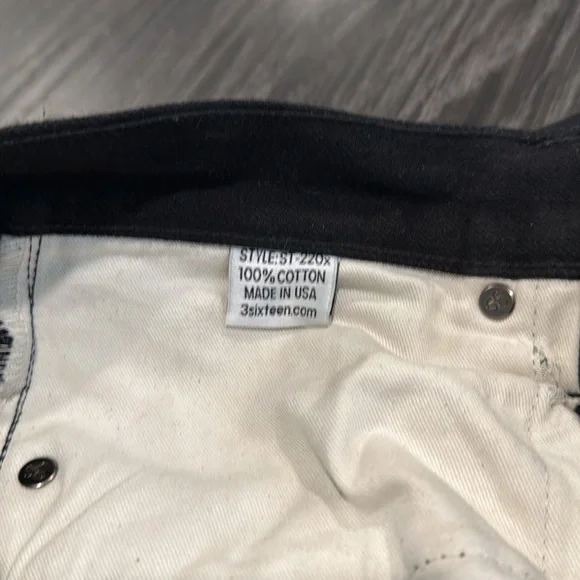 STYLE:ST-220x
100% COTTON
MADE IN USA
3sixteen.com